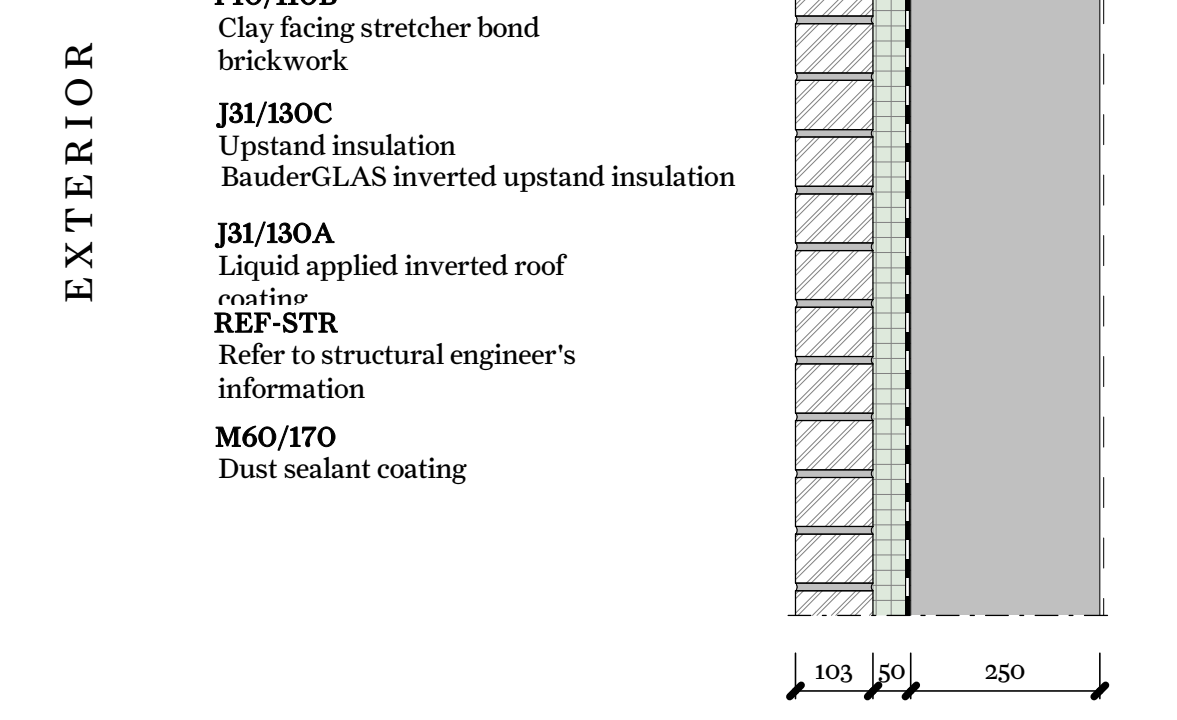 Clay facing stretcher bond
brickwork
J31/130C
Upstand insulation
BauderGLAS inverted upstand insulation
J31/130A
Liquid applied inverted roof
coating
REF-STR
Refer to structural engineer's
information
M60/170
Dust sealant coating
EXTERIOR
103 50 250